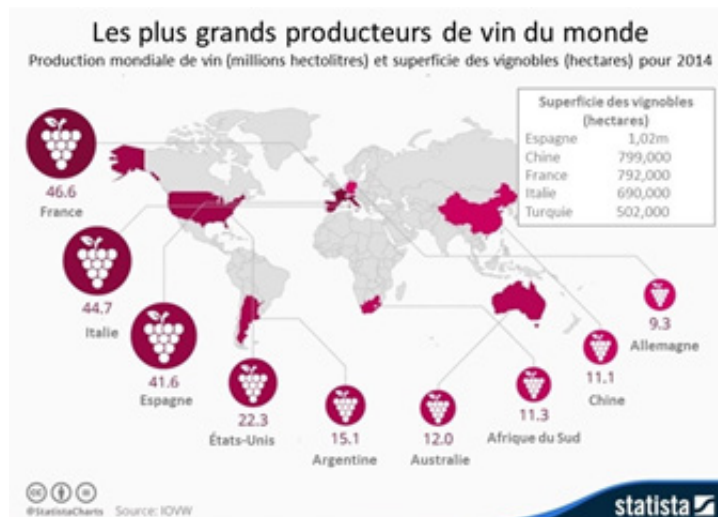 Les plus grands producteurs de vin du monde
Production mondiale de vin (millions hectolitres) et superficie des vignobles (hectares) pour 2014
Superficie des vignobles
(hectares)
Espagne 1,02m
Chine 799,000
France 792,000
Italie 690,000
Turquie 502,000
46.6
France
44.7
Italie
41.6
Espagne
22.3
États-Unis
15.1
Argentine
12.0
Australie
11.3
Afrique du Sud
11.1
Chine
9.3
Allemagne
@StatistaCharts Source: IOVW
statista